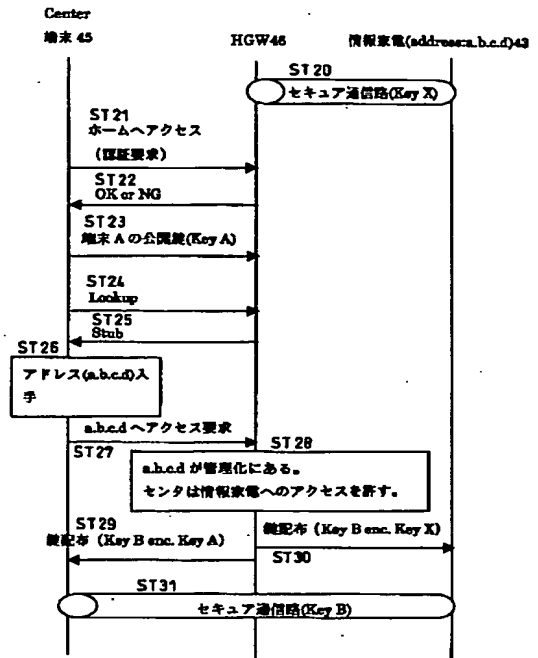 Center
端末 45
HGW46
情報家電(address:a.b.c.d)43
ST20
セキュア通信路(Key X)
ST21
ホームへアクセス
(認証要求)
ST22
OK or NG
ST23
端末 A の公開鍵(Key A)
ST24
Lookup
ST25
Stub
ST26
アドレス(a.b.c.d)入
手
a.b.c.d へアクセス要求
ST27
ST28
a.b.c.d が管理化にある。
センタは情報家電へのアクセスを許す。
ST29
鍵配布 (Key B enc. Key A)
鍵配布 (Key B enc. Key X)
ST30
ST31
セキュア通信路(Key B)